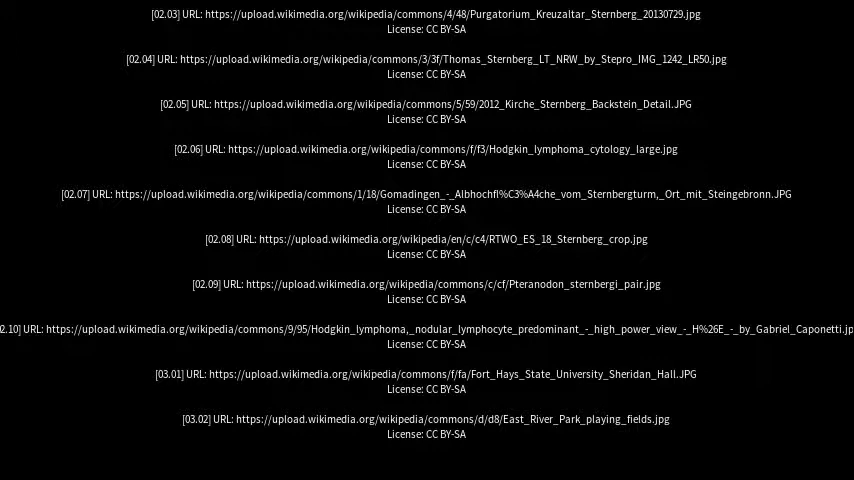 [02.03] URL: https://upload.wikimedia.org/wikipedia/commons/4/48/Purgatorium_Kreuzaltar_Sternberg_20130729.jpg
License: CC BY-SA
[02.04] URL: https://upload.wikimedia.org/wikipedia/commons/3/3f/Thomas_Sternberg_LT_NRW_by_Stepro_IMG_1242_LR50.jpg
License: CC BY-SA
[02.05] URL: https://upload.wikimedia.org/wikipedia/commons/5/59/2012_Kirche_Sternberg_Backstein_Detail.JPG
License: CC BY-SA
[02.06] URL: https://upload.wikimedia.org/wikipedia/commons/f/f3/Hodgkin_lymphoma_cytology_large.jpg
License: CC BY-SA
[02.07] URL: https://upload.wikimedia.org/wikipedia/commons/1/18/Gomadingen_-_Albhochfl%C3%A4che_vom_Sternbergturm,_Ort_mit_Steingebronn.JPG
License: CC BY-SA
[02.08] URL: https://upload.wikimedia.org/wikipedia/en/c/c4/RTWO_ES_18_Sternberg_crop.jpg
License: CC BY-SA
[02.09] URL: https://upload.wikimedia.org/wikipedia/commons/c/cf/Pteranodon_sternbergi_pair.jpg
License: CC BY-SA
2.10] URL: https://upload.wikimedia.org/wikipedia/commons/9/95/Hodgkin_lymphoma,_nodular_lymphocyte_predominant_-_high_power_view_-_H%26E_-_by_Gabriel_Caponetti.jp
License: CC BY-SA
[03.01] URL: https://upload.wikimedia.org/wikipedia/commons/f/fa/Fort_Hays_State_University_Sheridan_Hall.JPG
License: CC BY-SA
[03.02] URL: https://upload.wikimedia.org/wikipedia/commons/d/d8/East_River_Park_playing_fields.jpg
License: CC BY-SA